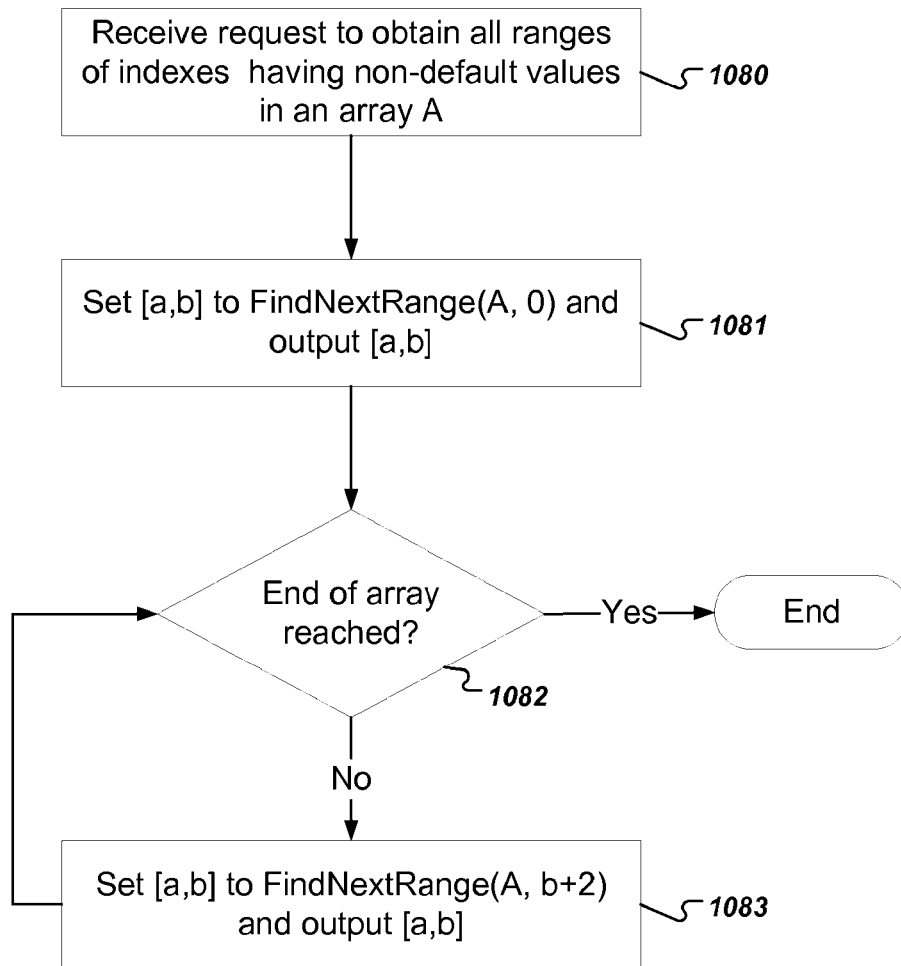 Receive request to obtain all ranges
of indexes having non-default values
in an array A
1080
Set [a,b] to FindNextRange(A, 0) and
output [a,b]
1081
End of array
reached?
Yes
End
1082
No
Set [a,b] to FindNextRange(A, b+2)
and output [a,b]
1083